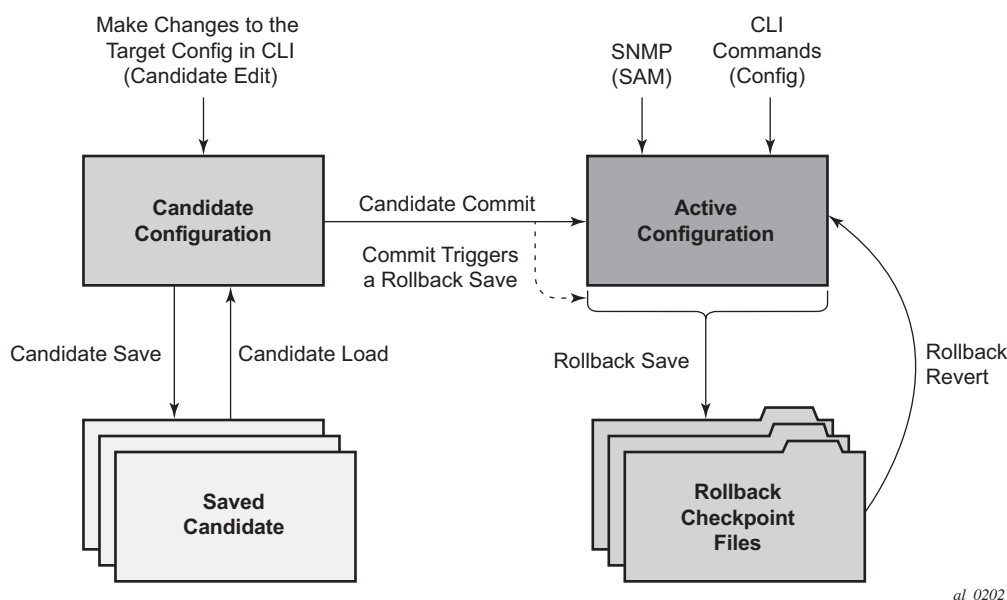 Make Changes to the
Target Config in CLI
(Candidate Edit)
SNMP
(SAM)
CLI
Commands
(Config)
Candidate
Configuration
Candidate Commit
Commit Triggers
a Rollback Save
Active
Configuration
Candidate Save
Candidate Load
Rollback Save
Rollback
Revert
Saved
Candidate
Rollback
Checkpoint
Files
al_0202